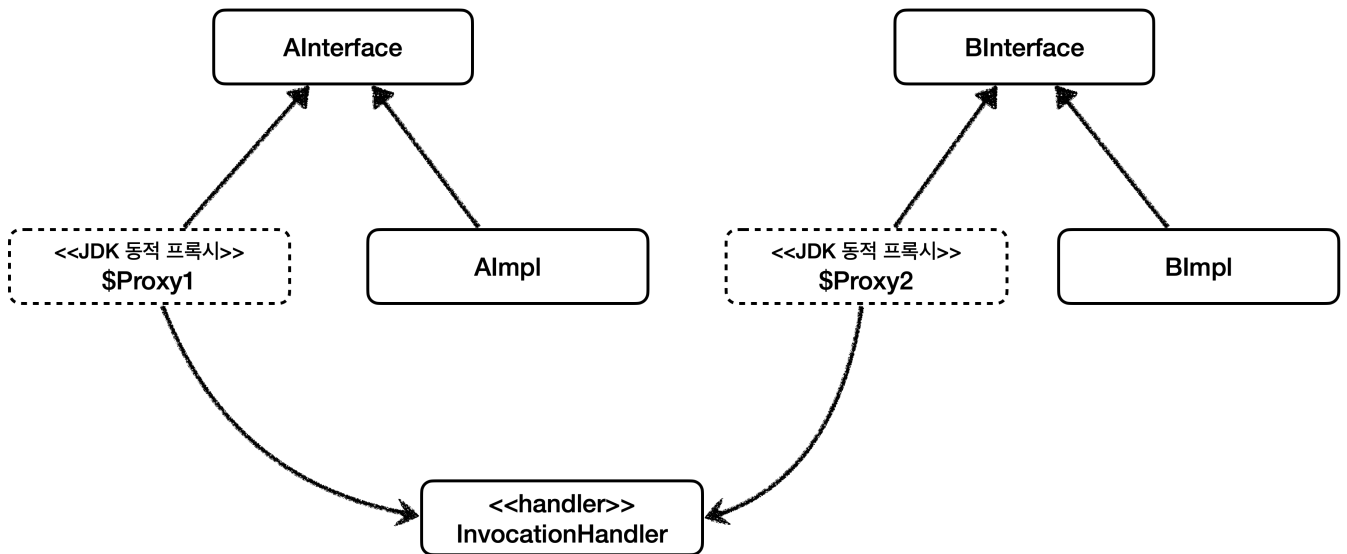 AInterface
BInterface
<<JDK 동적 프록시>>
$Proxy1
AImpl
<<JDK 동적 프록시>>
$Proxy2
BImpl
<<handler>>
InvocationHandler